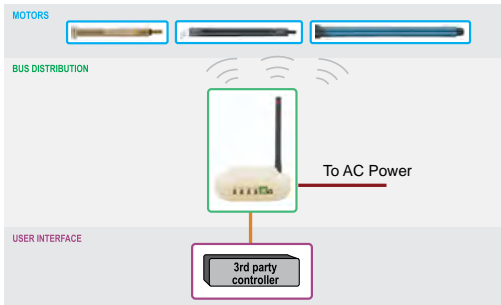 MOTORS
BUS DISTRIBUTION
To AC Power
USER INTERFACE
3rd party
controller